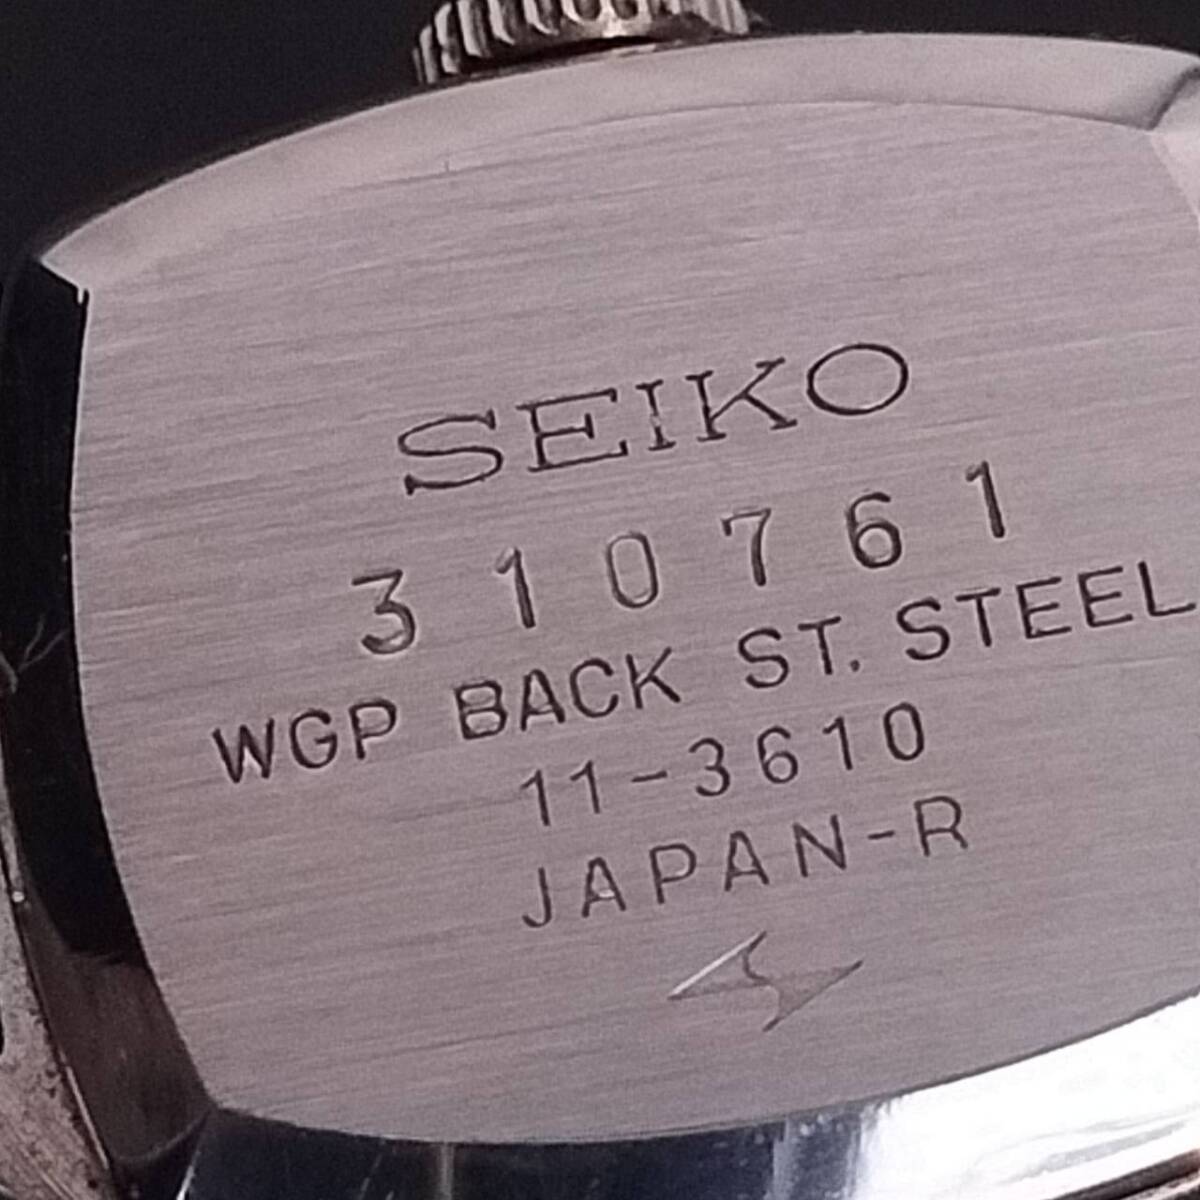 SEIKO
310761
WGP BACK ST. STEEL
11-3610
JAPAN-R